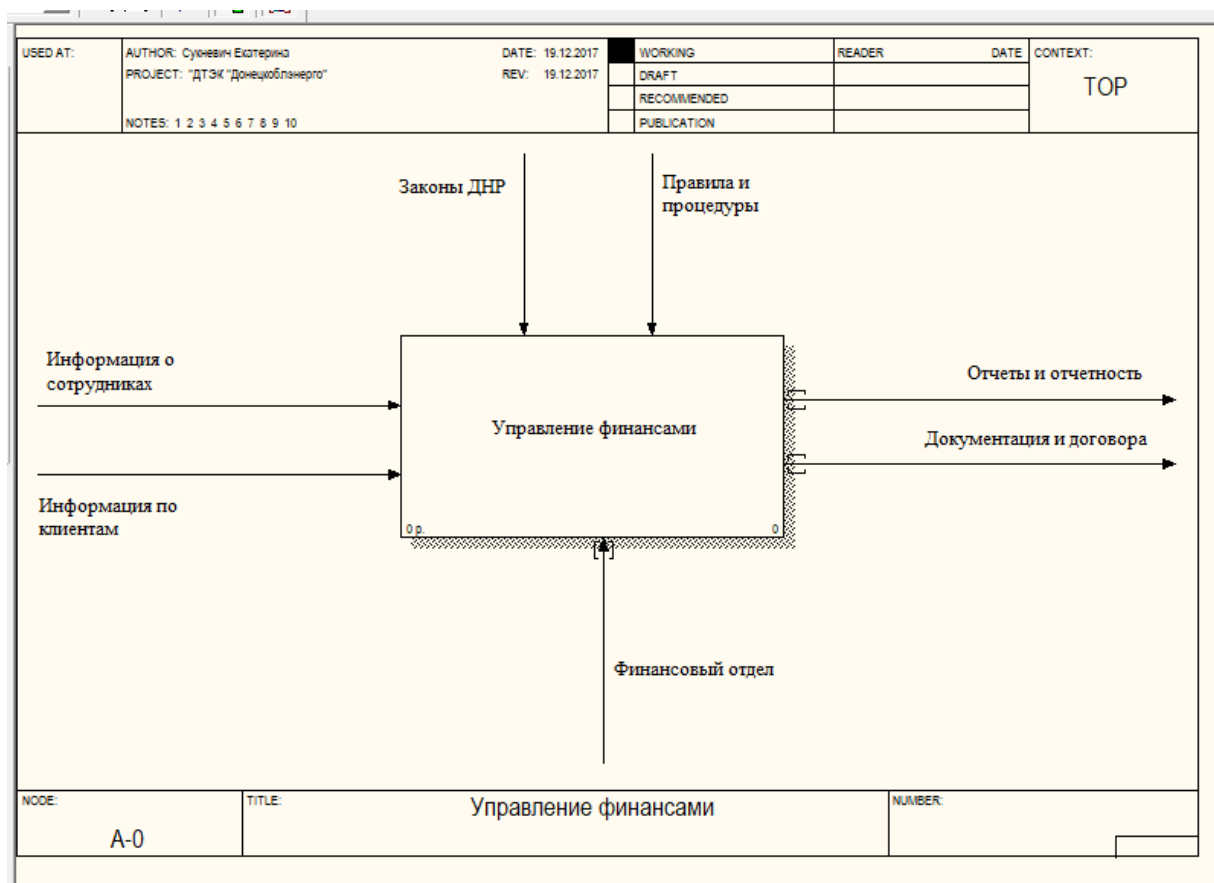 USED AT:
AUTHOR: Сукневич Екатерина
DATE: 19.12.2017
WORKING
READER
DATE
CONTEXT:
PROJECT: "ДТЭК "Донецкоблэнерго"
REV: 19.12.2017
DRAFT
TOP
RECOMMENDED
NOTES: 1 2 3 4 5 6 7 8 9 10
PUBLICATION
Законы ДНР
Правила и
процедуры
Информация о
сотрудниках
Отчеты и отчетность
Управление финансами
Документация и договора
Информация по
клиентам
0 р.
0
Финансовый отдел
NODE:
TITLE:
Управление финансами
NUMBER:
A-0